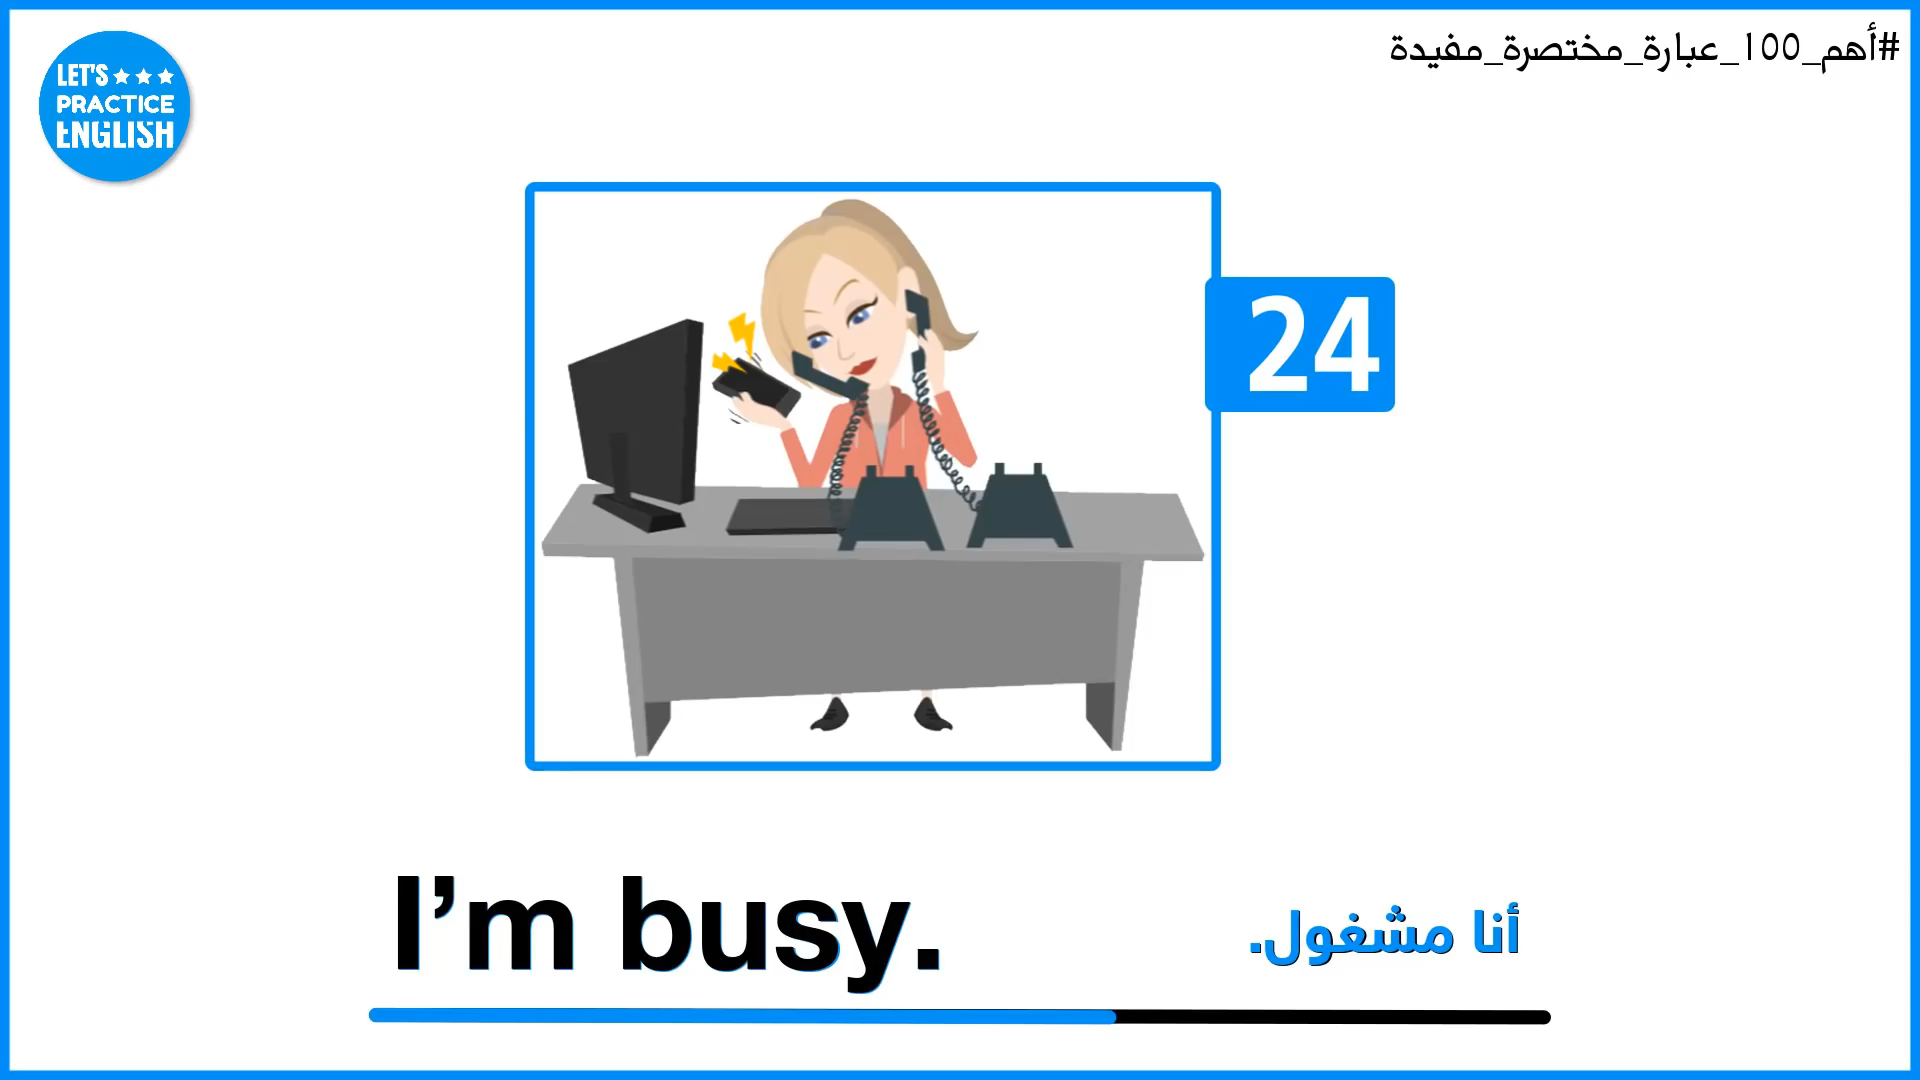 LET'S
PRACTICE
ENGLISH
#أهم_100_عبارة_مختصرة_مفيدة
24
I’m busy.
أنا مشغول.